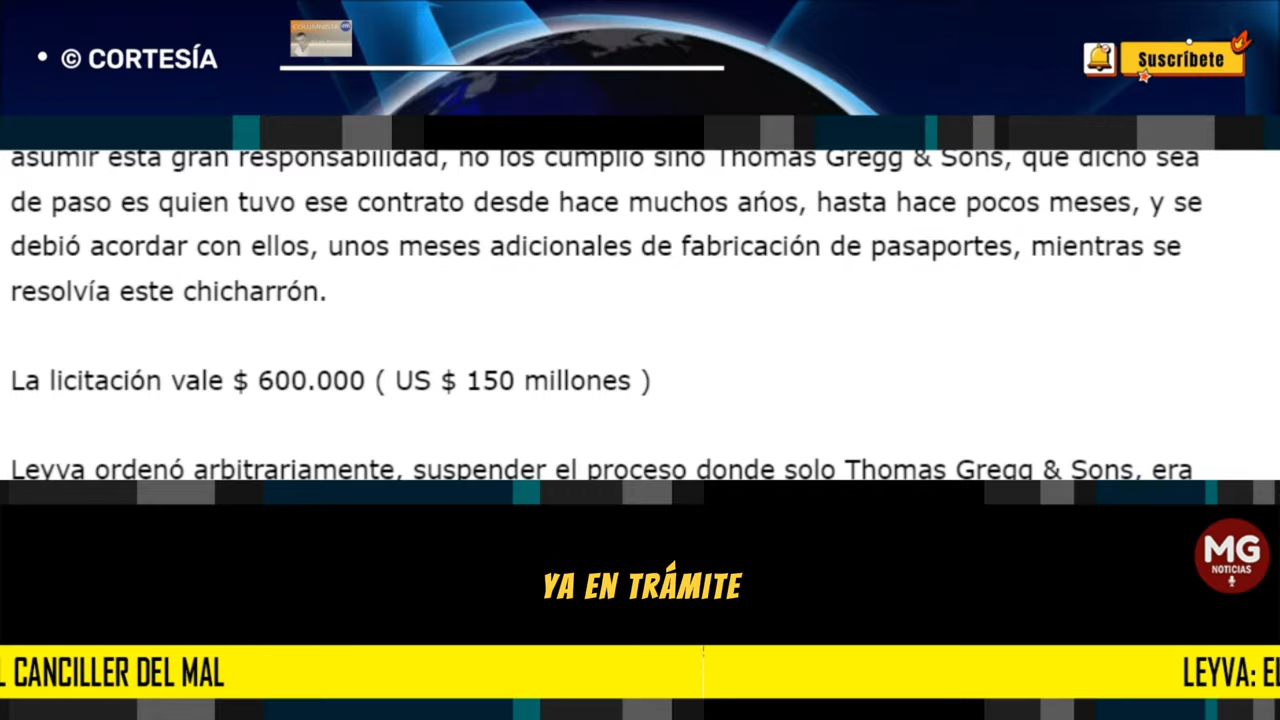 • © CORTESÍA
COLUMNISTA
Suscríbete
asumir esta gran responsabilidad, no los cumplió sino Thomas Gregg & Sons, que dicho sea
de paso es quien tuvo ese contrato desde hace muchos ańos, hasta hace pocos meses, y se
debió acordar con ellos, unos meses adicionales de fabricación de pasaportes, mientras se
resolvía este chicharrón.
La licitación vale $ 600.000 ( US $ 150 millones )
Leyva ordenó arbitrariamente, suspender el proceso donde solo Thomas Gregg & Sons, era
MG
NOTICIAS
YA EN TRÁMITE
L CANCILLER DEL MAL
LEYVA: EL